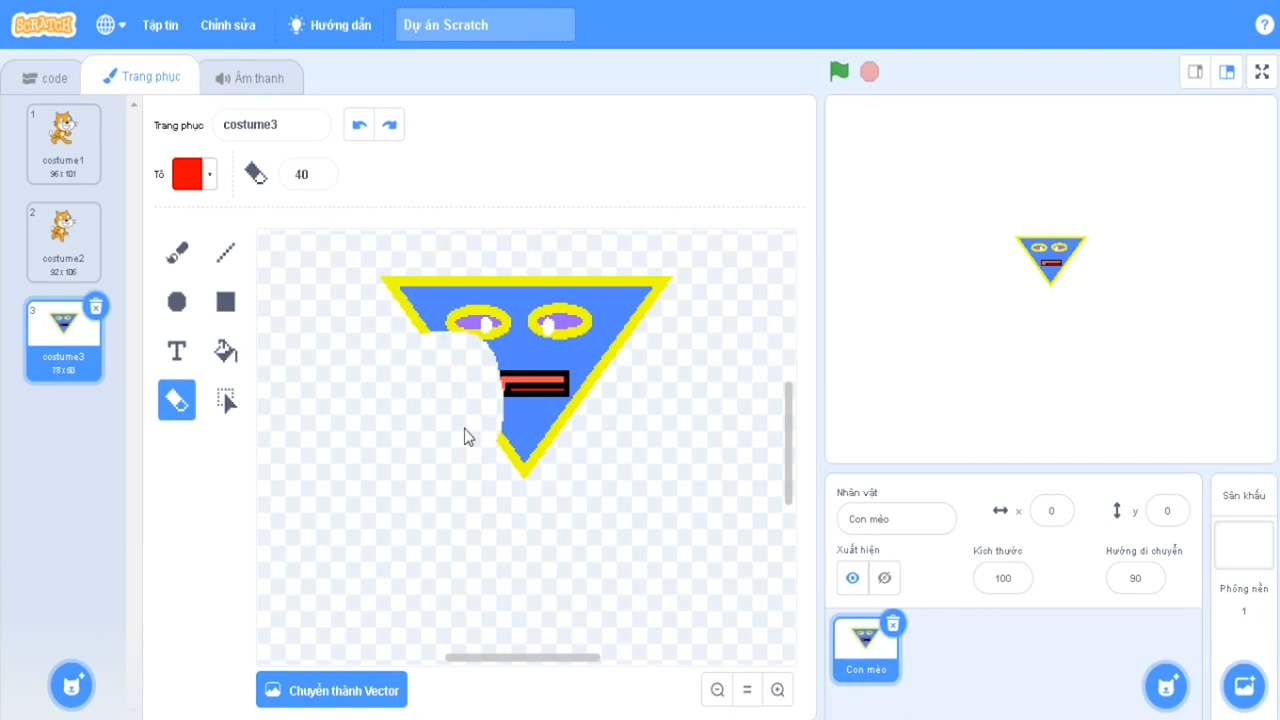 SCRATCH
Tập tin
Chỉnh sửa
Hướng dẫn
Dự án Scratch
?
code
Trang phục
Âm thanh
1
costume1
96 x 101
2
costume2
92 x 106
3
costume3
78 x 90
Trang phục
costume3
Tô
40
T
Chuyển thành Vector
Nhân vật
Con mèo
x
0
y
0
Xuất hiện
Kích thước
Hướng di chuyển
100
90
Con mèo
Sân khấu
Phông nền
1